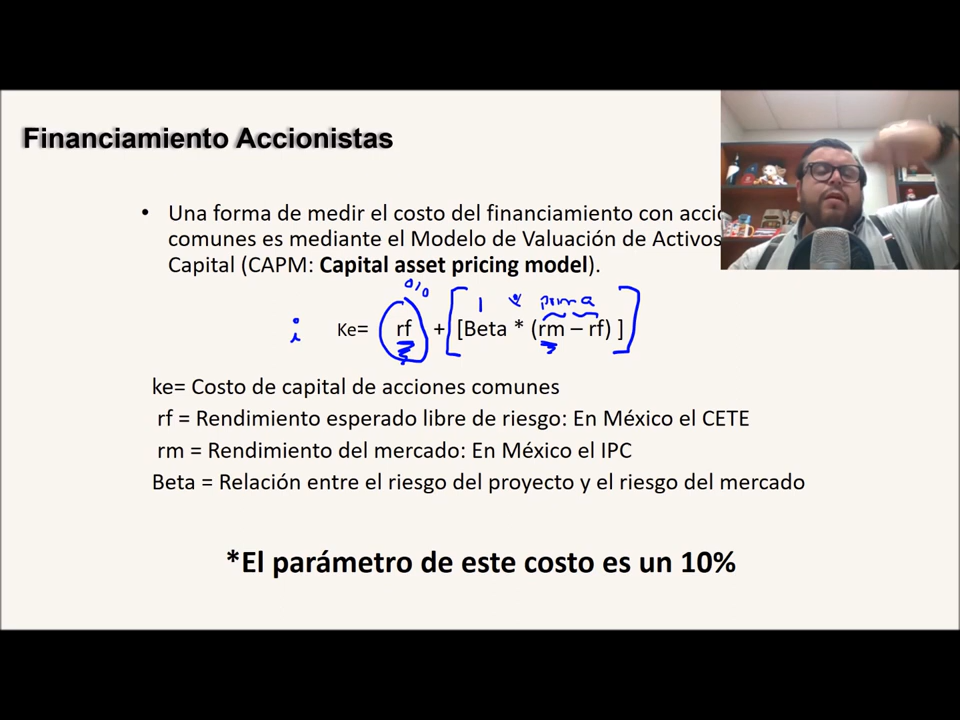 Financiamiento Accionistas
• Una forma de medir el costo del financiamiento con
comunes es mediante el Modelo de Valuación de Activos
Capital (CAPM: Capital asset pricing model).
%
1 prima
i Ke= rf + [Beta * (rm – rf) ]
ke= Costo de capital de acciones comunes
rf = Rendimiento esperado libre de riesgo: En México el CETE
rm = Rendimiento del mercado: En México el IPC
Beta = Relación entre el riesgo del proyecto y el riesgo del mercado
*El parámetro de este costo es un 10%